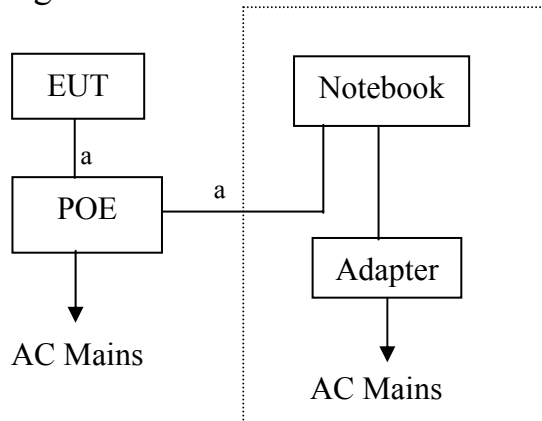 g
EUT
Notebook
a
a
POE
Adapter
AC Mains
AC Mains